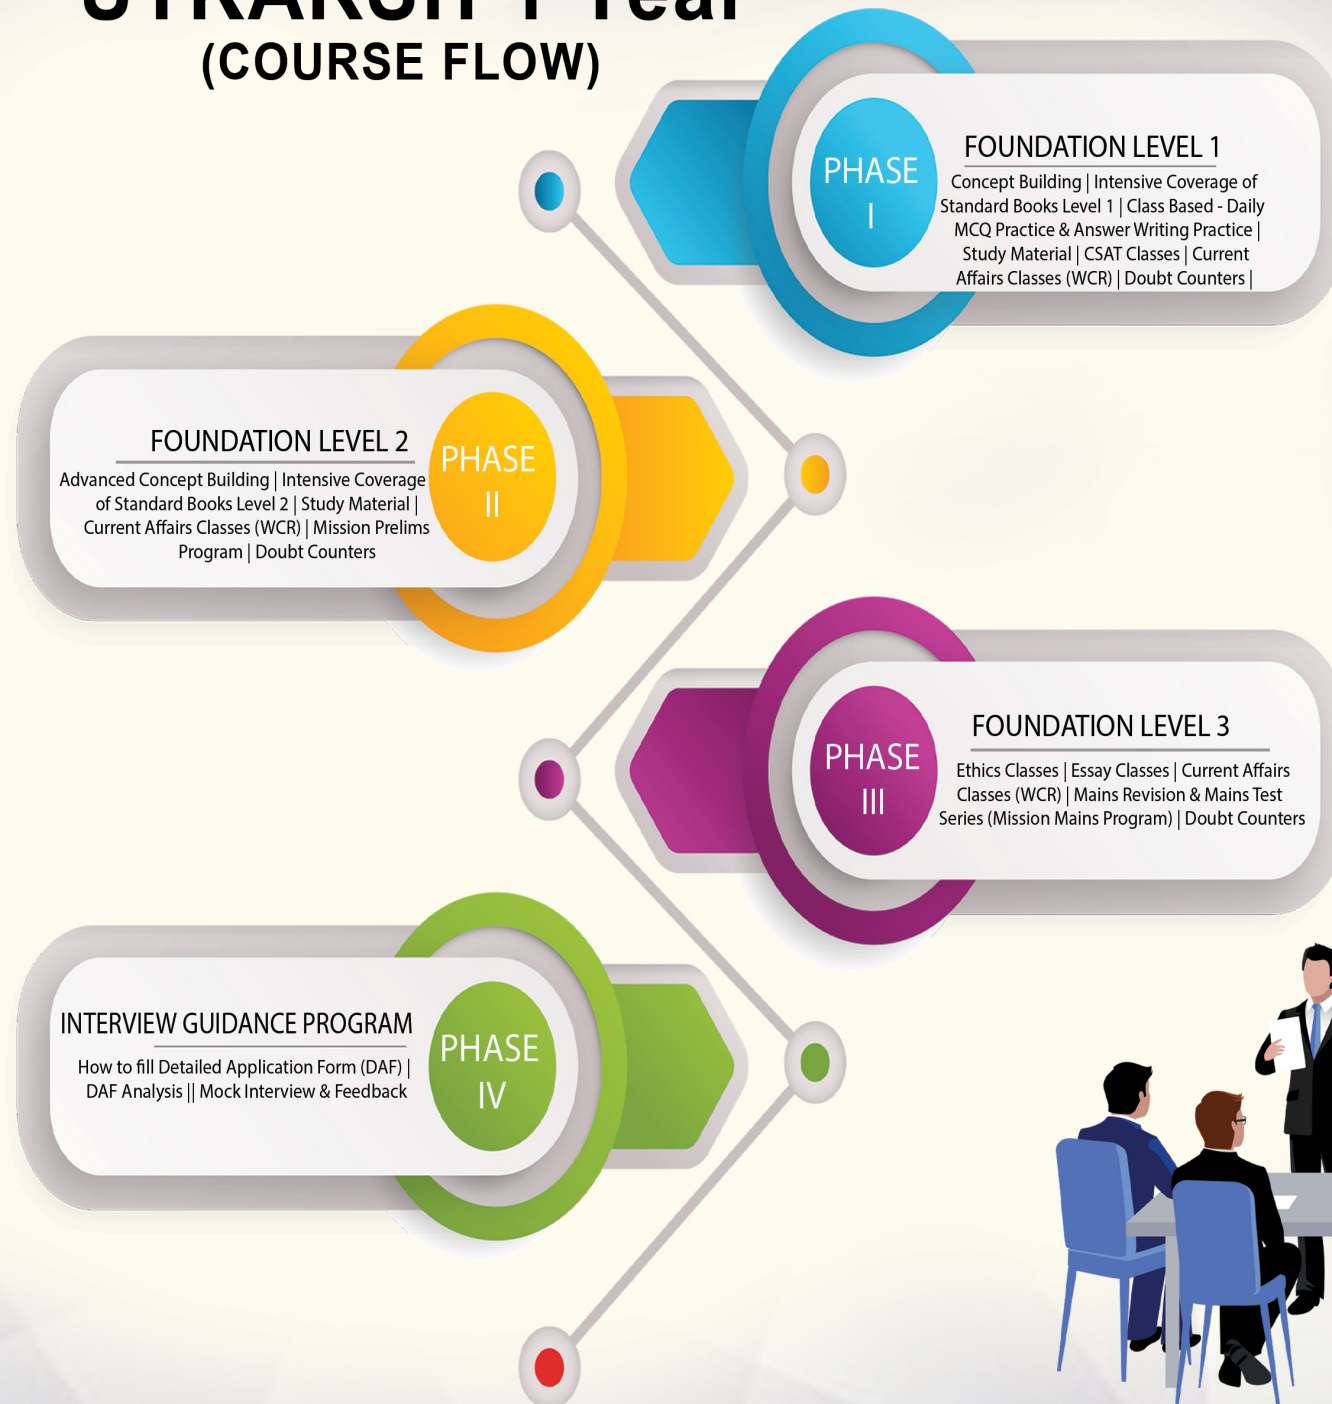 UTKARSH 1 Year
(COURSE FLOW)
PHASE
I
FOUNDATION LEVEL 1
Concept Building | Intensive Coverage of
Standard Books Level 1 | Class Based - Daily
MCQ Practice & Answer Writing Practice |
Study Material | CSAT Classes | Current
Affairs Classes (WCR) | Doubt Counters |
FOUNDATION LEVEL 2
Advanced Concept Building | Intensive Coverage
of Standard Books Level 2 | Study Material |
Current Affairs Classes (WCR) | Mission Prelims
Program | Doubt Counters
PHASE
II
PHASE
III
FOUNDATION LEVEL 3
Ethics Classes | Essay Classes | Current Affairs
Classes (WCR) | Mains Revision & Mains Test
Series (Mission Mains Program) | Doubt Counters
INTERVIEW GUIDANCE PROGRAM
How to fill Detailed Application Form (DAF) |
DAF Analysis || Mock Interview & Feedback
PHASE
IV